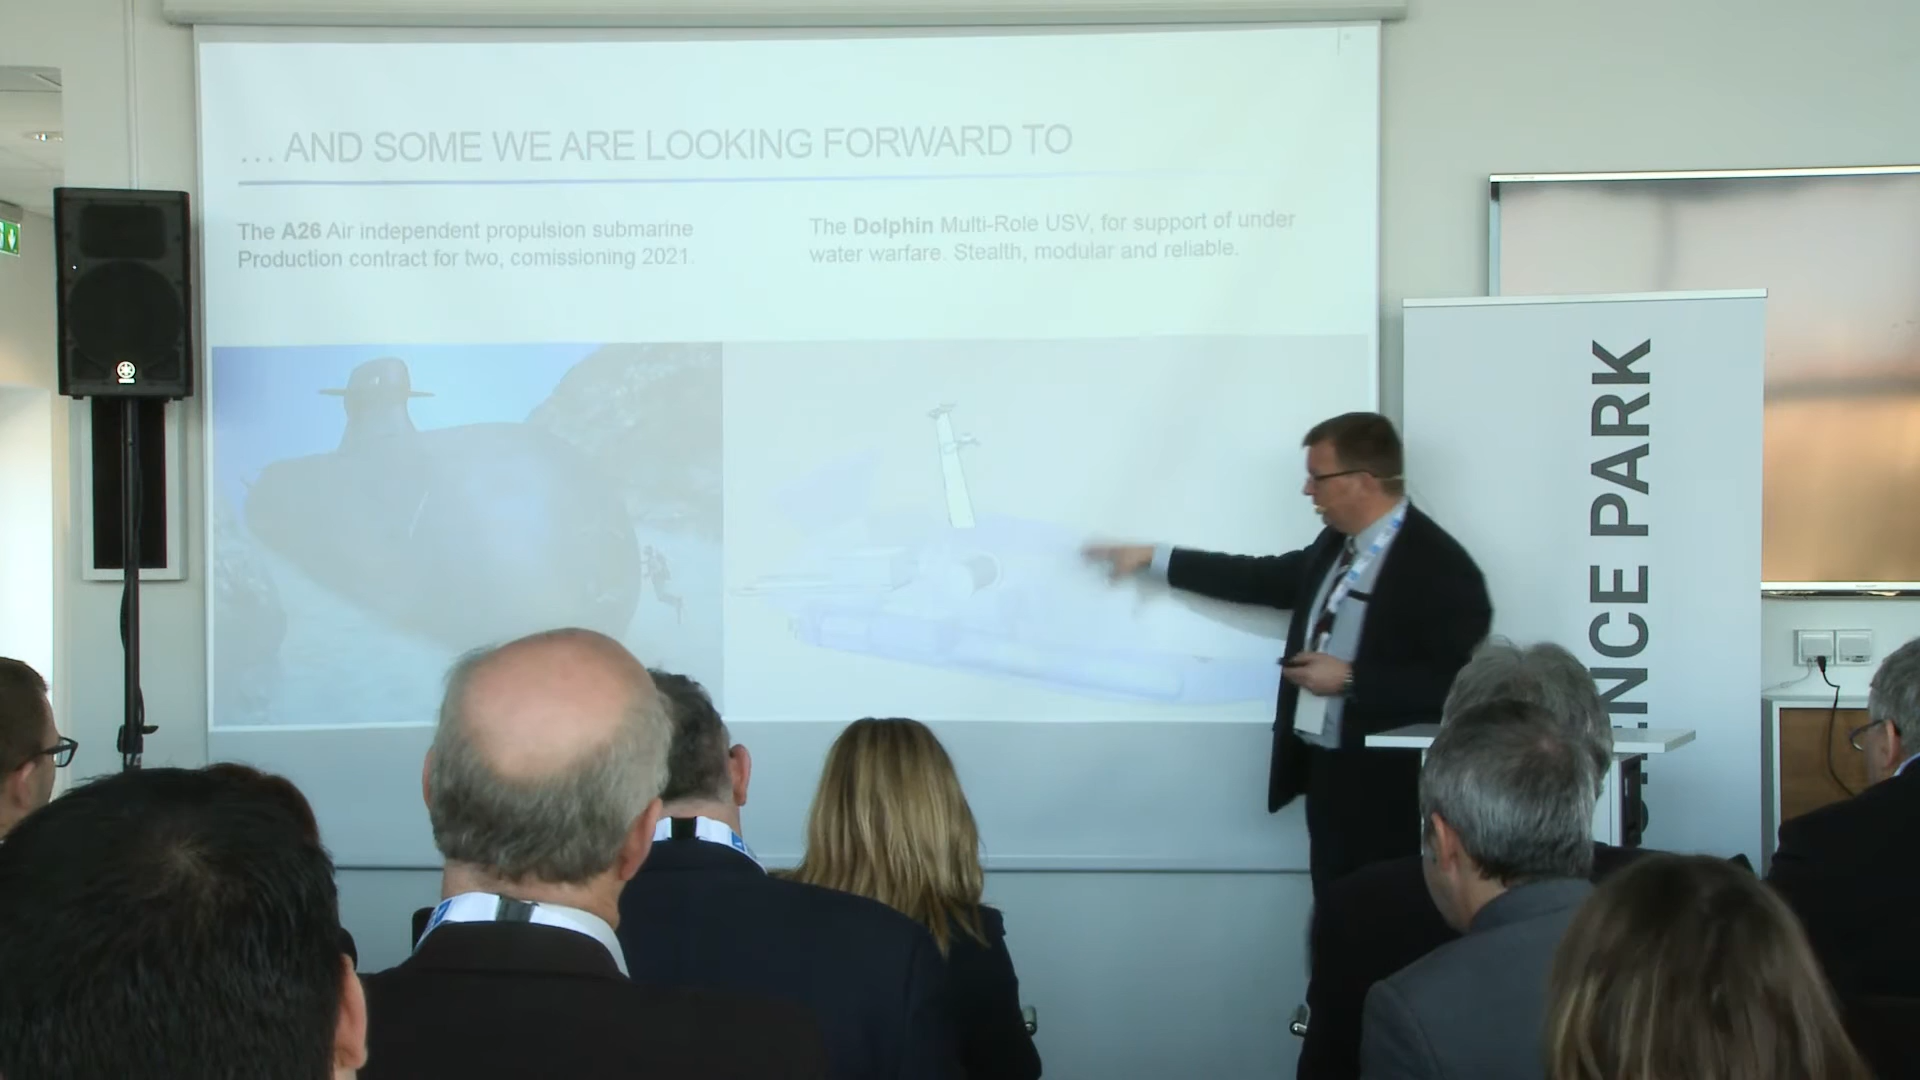 ... AND SOME WE ARE LOOKING FORWARD TO
The A26 Air independent propulsion submarine
Production contract for two, comissioning 2021.
The Dolphin Multi-Role USV, for support of under
water warfare. Stealth, modular and reliable.
ENCE PARK